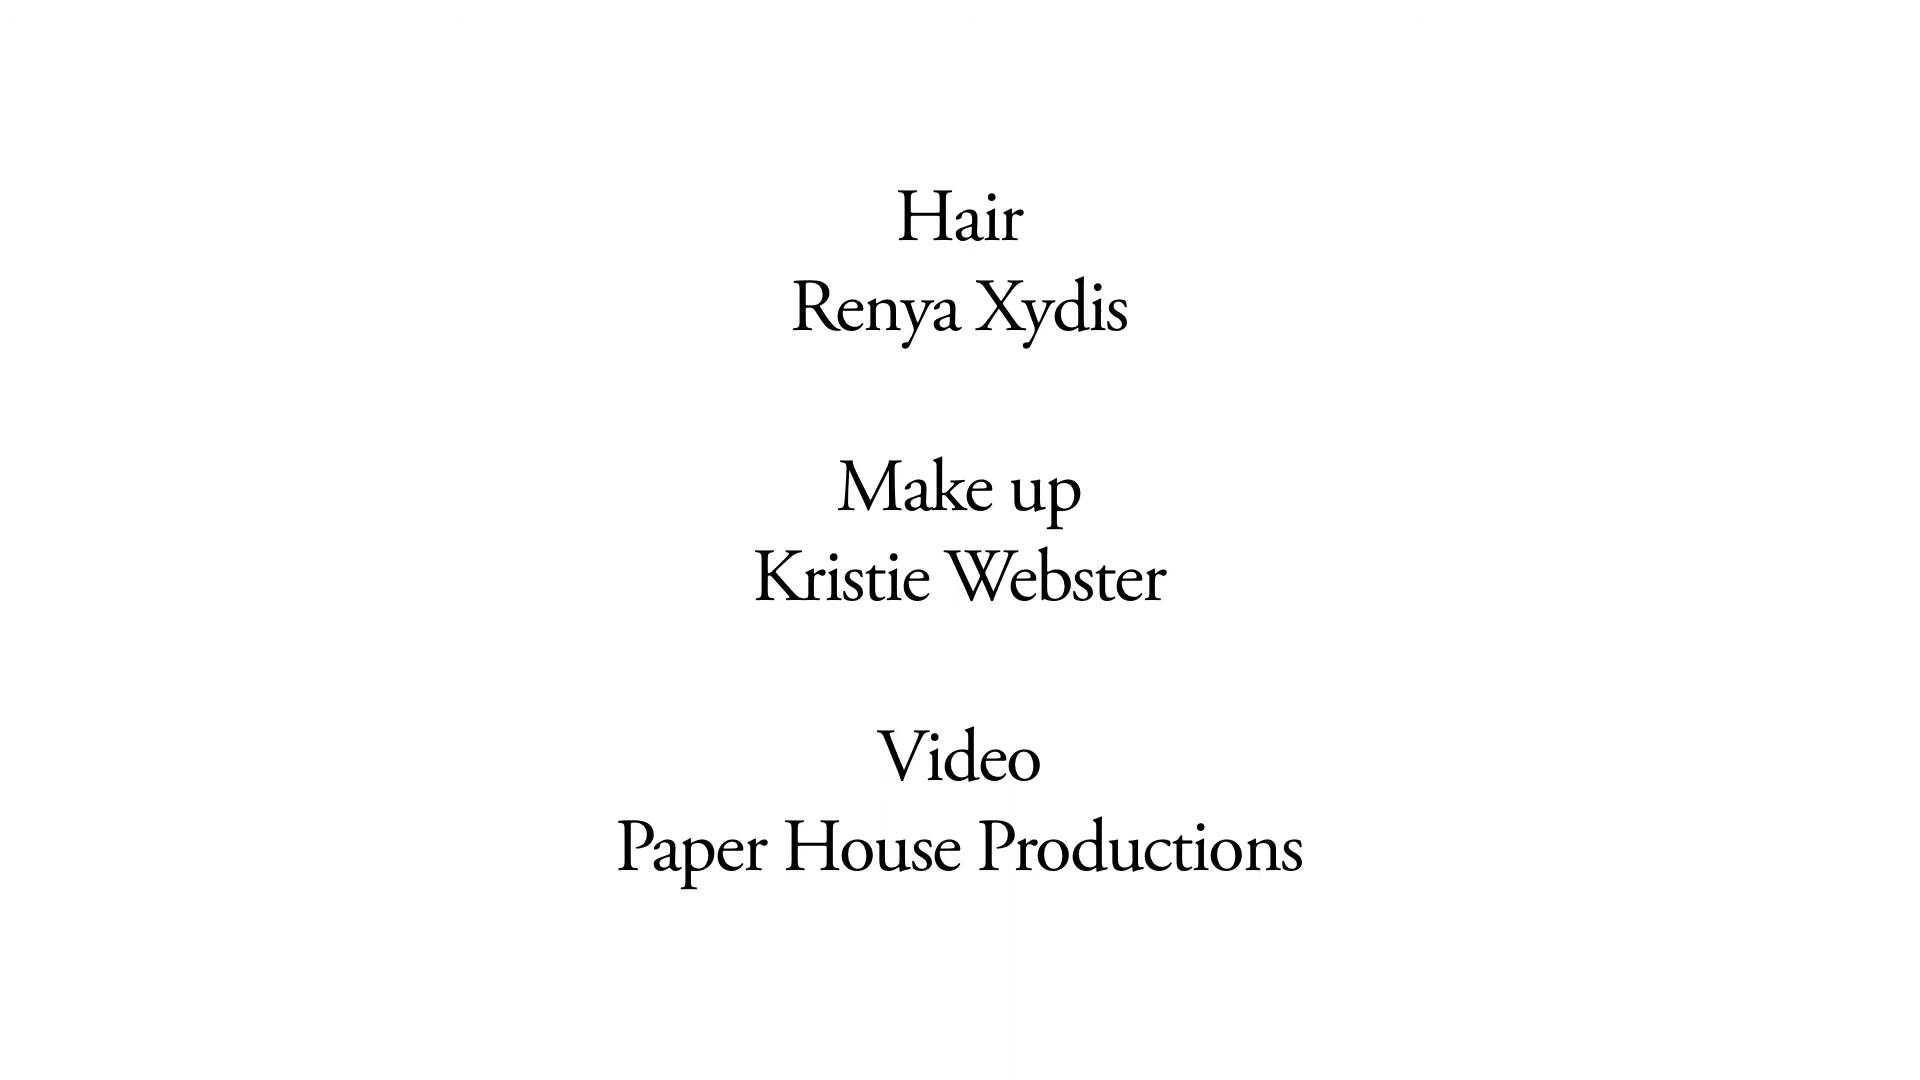 Hair
Renya Xydis
Make up
Kristie Webster
Video
Paper House Productions